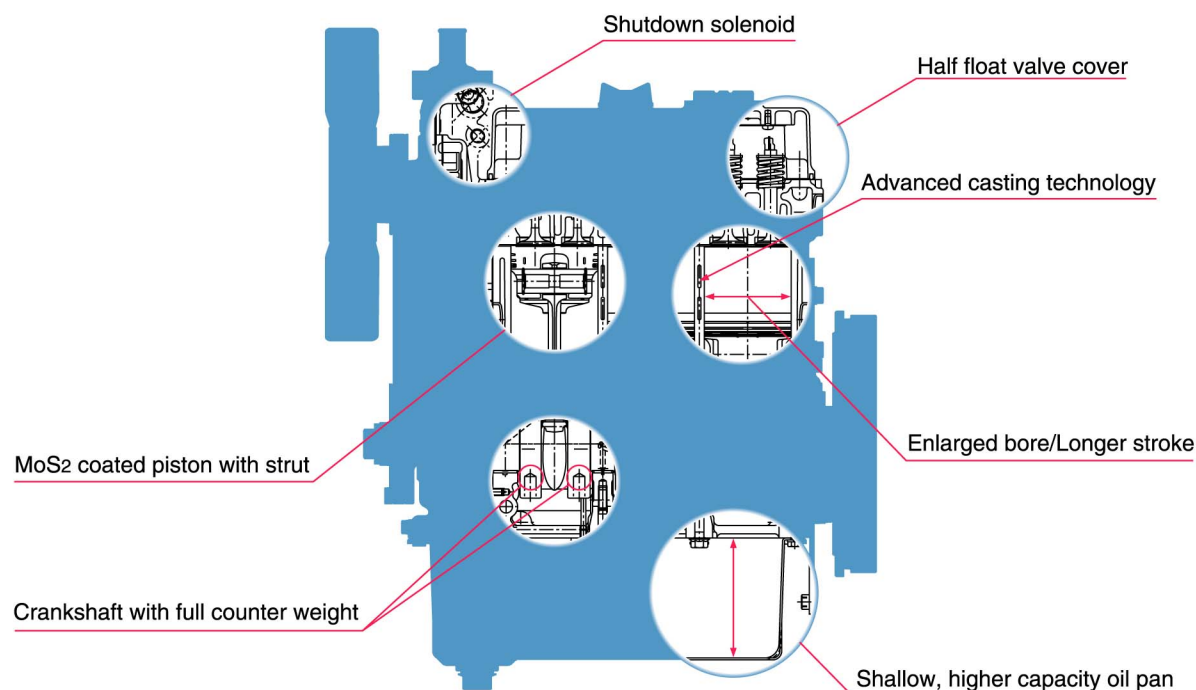 Shutdown solenoid
Half float valve cover
Advanced casting technology
MoS2 coated piston with strut
Enlarged bore/Longer stroke
Crankshaft with full counter weight
Shallow, higher capacity oil pan